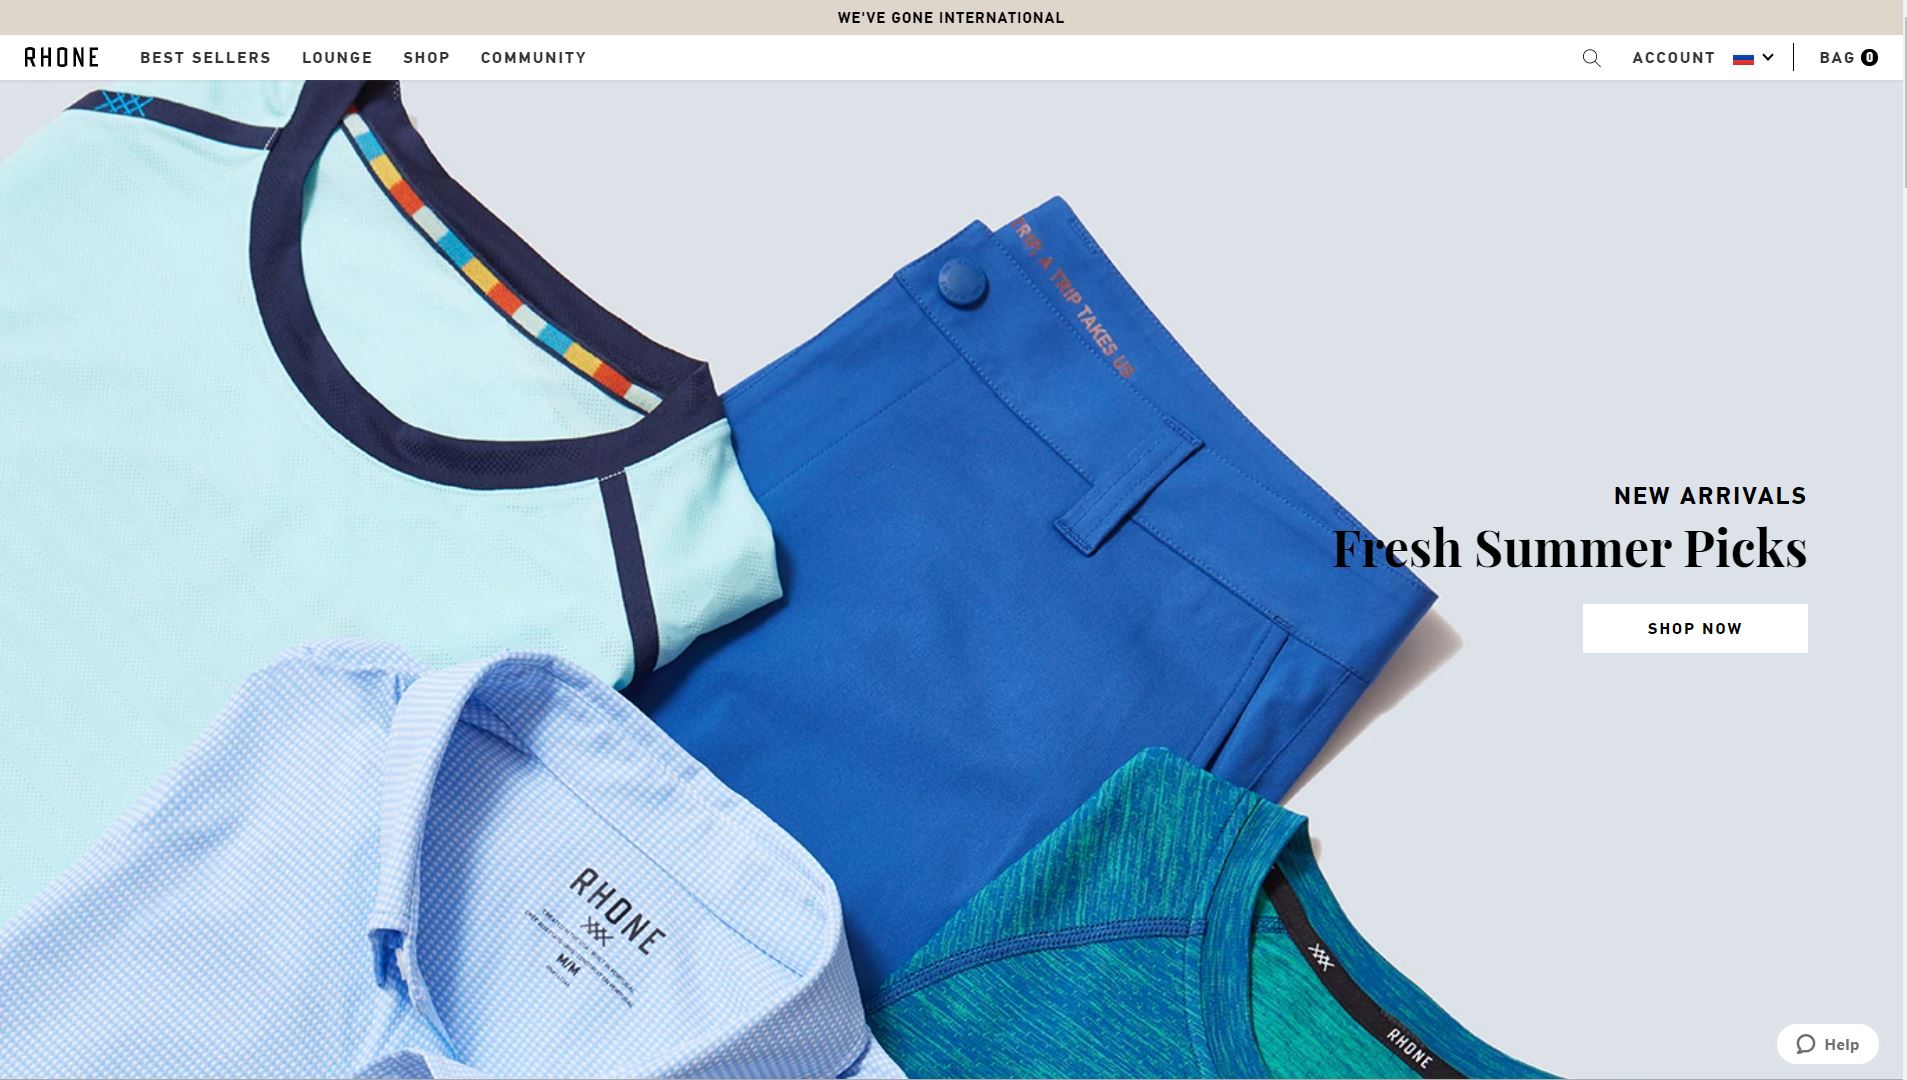 WE'VE GONE INTERNATIONAL
RHONE
BEST SELLERS
LOUNGE
SHOP
COMMUNITY
ACCOUNT
BAG 0
TRIP, A TRIP TAKES US
NEW ARRIVALS
Fresh Summer Picks
SHOP NOW
RHONE
M/M
RHONE
Help